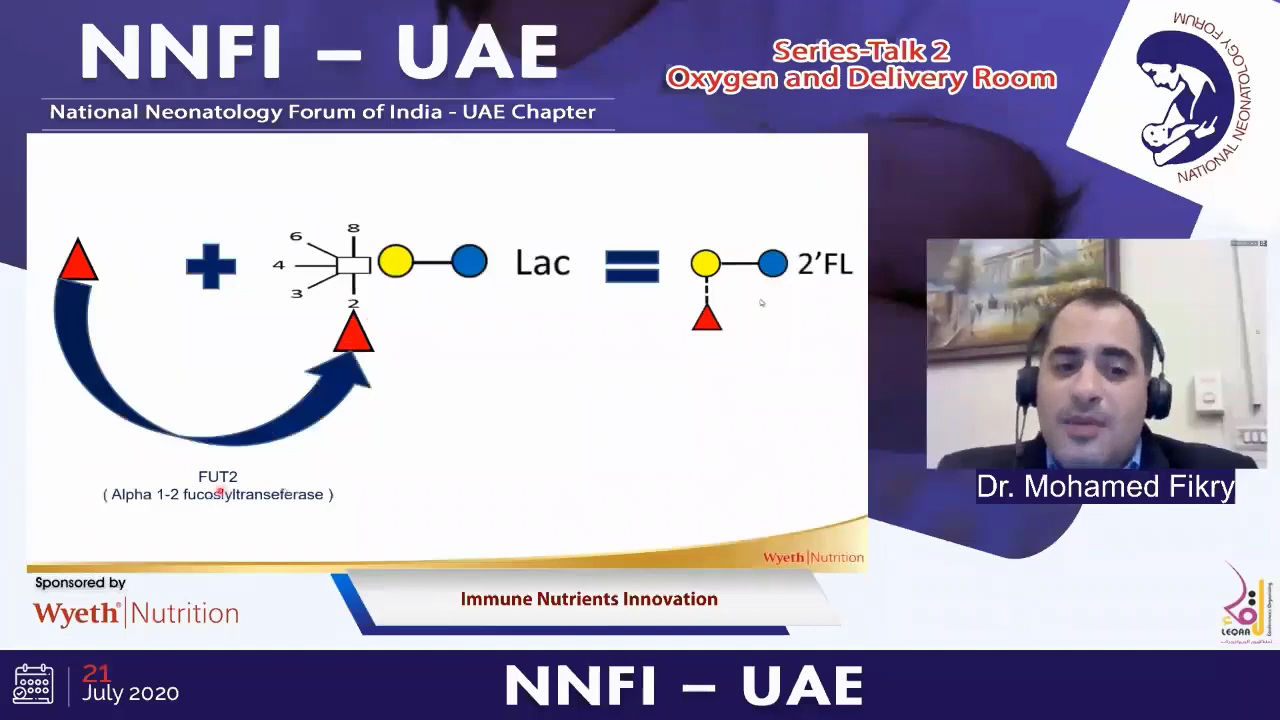 NNFI – UAE
National Neonatology Forum of India - UAE Chapter
Series-Talk 2
Oxygen and Delivery Room
NATIONAL NEONATOLOGY FORUM
6
8
4
3
2
Lac
2'FL
FUT2
( Alpha 1-2 fucoslyltranseferase )
Wyeth|Nutrition
Dr. Mohamed Fikry
Sponsored by
Wyeth®|Nutrition
Immune Nutrients Innovation
LEQAA
21
July 2020
NNFI – UAE